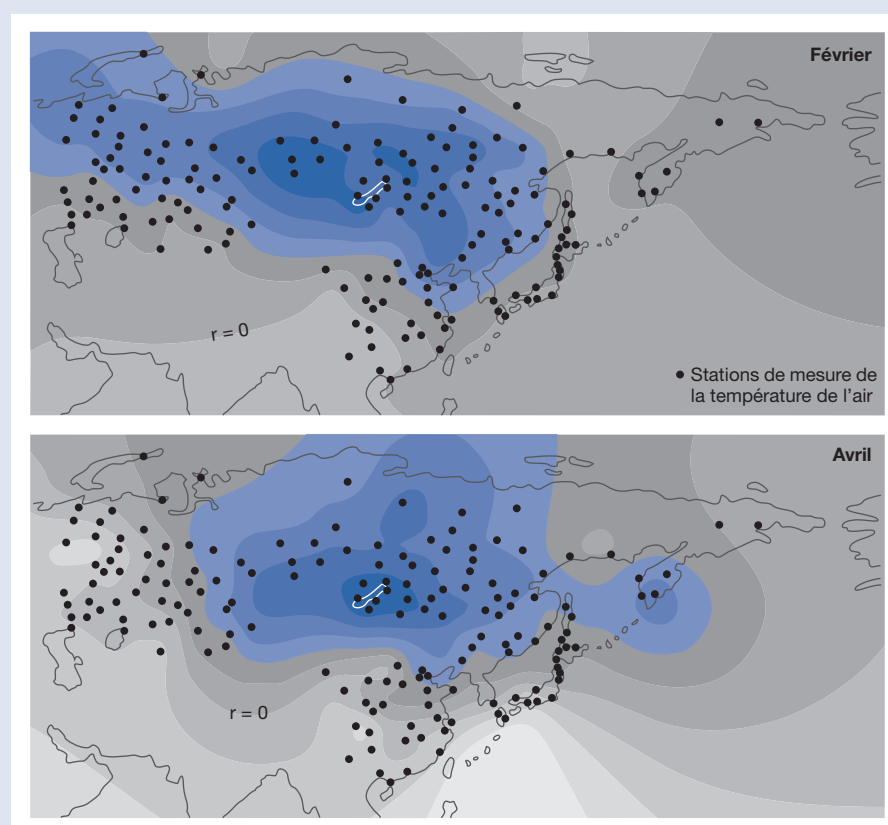 Février
r = 0
• Stations de mesure de
la température de l’air
Avril
r = 0